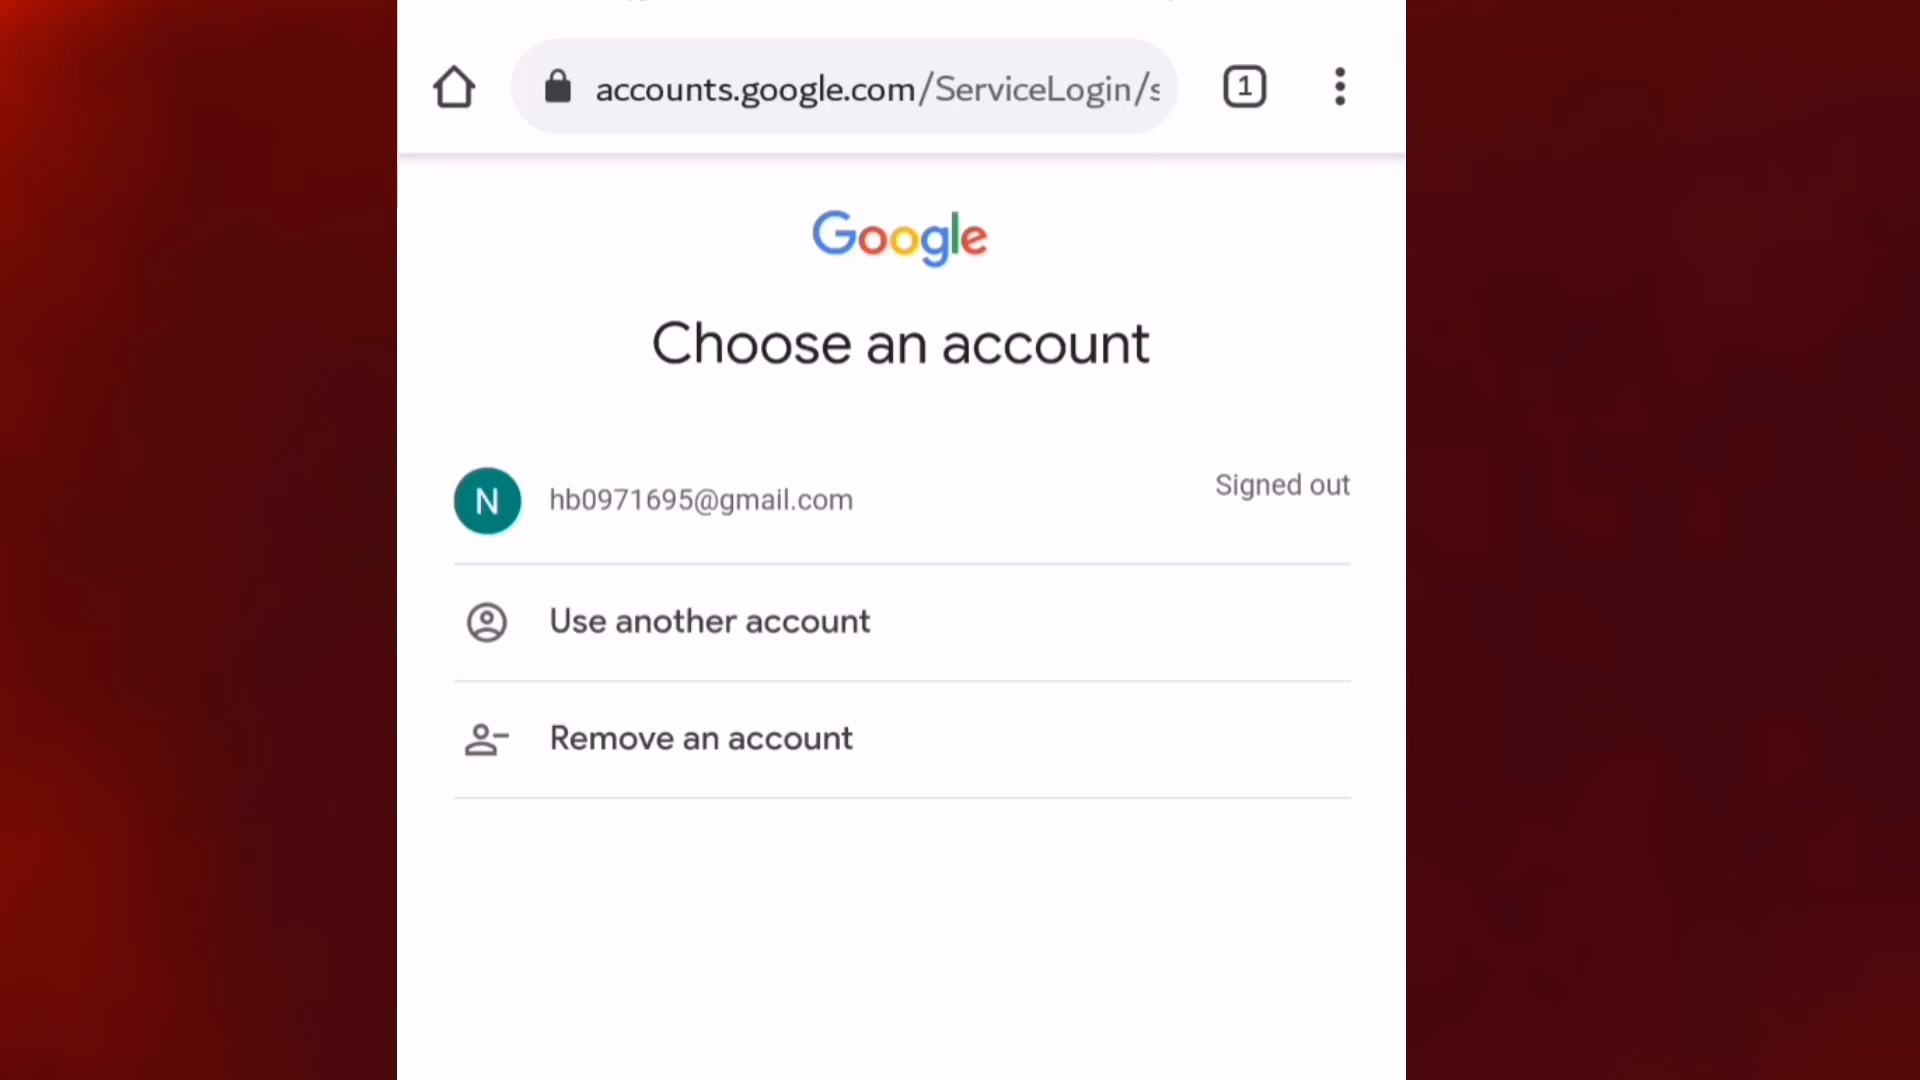 accounts.google.com/ServiceLogin/s
1
Google
Choose an account
N
hb0971695@gmail.com
Signed out
Use another account
Remove an account